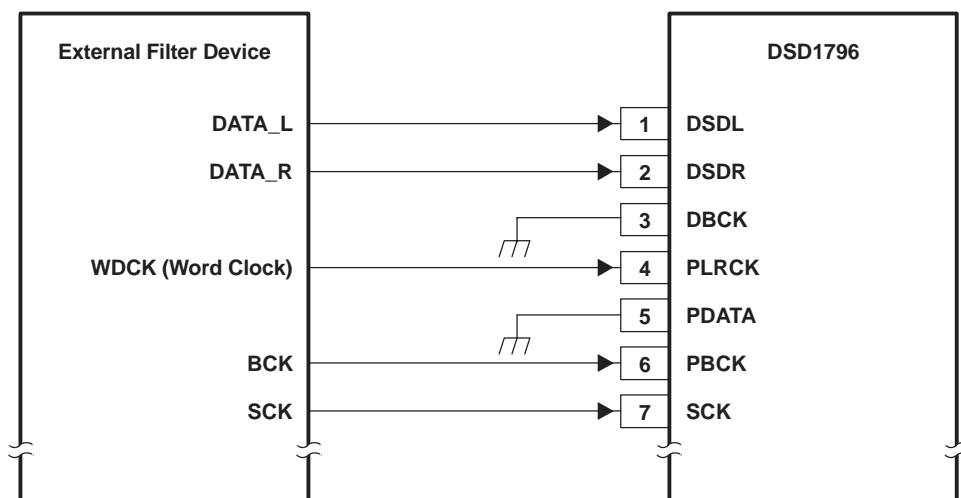 External Filter Device
DSD1796
DATA_L
1
DSDL
DATA_R
2
DSDR
3
DBCK
WDCK (Word Clock)
4
PLRCK
5
PDATA
BCK
6
PBCK
SCK
7
SCK